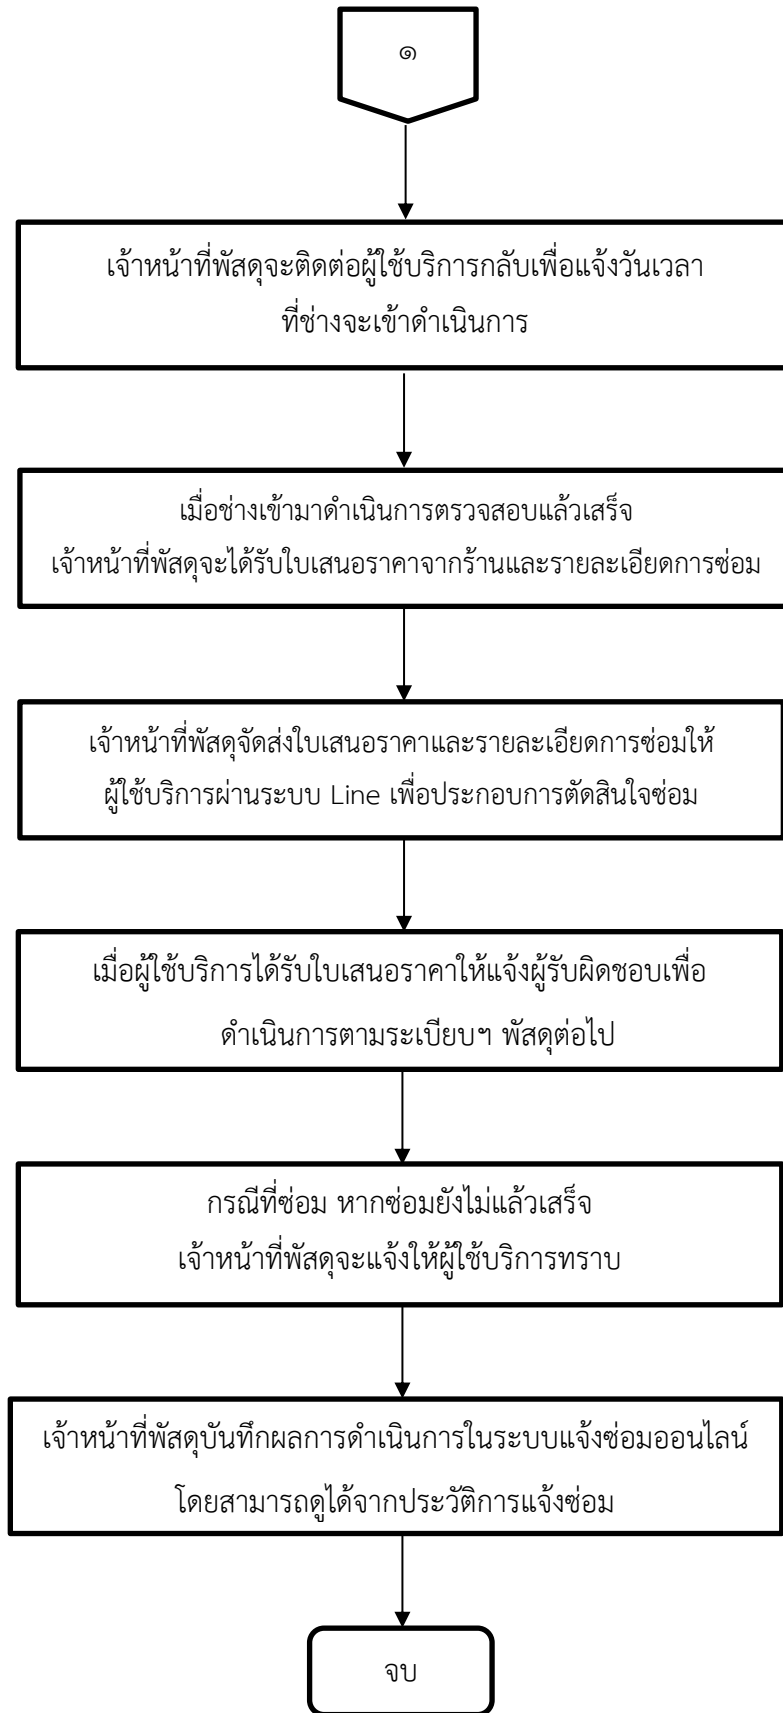 ๑
เจ้าหน้าที่พัสดุจะติดต่อผู้ใช้บริการกลับเพื่อแจ้งวันเวลา
ที่ช่างจะเข้าดำเนินการ
เมื่อช่างเข้ามาดำเนินการตรวจสอบแล้วเสร็จ
เจ้าหน้าที่พัสดุจะได้รับใบเสนอราคาจากร้านและรายละเอียดการซ่อม
เจ้าหน้าที่พัสดุจัดส่งใบเสนอราคาและรายละเอียดการซ่อมให้
ผู้ใช้บริการผ่านระบบ Line เพื่อประกอบการตัดสินใจซ่อม
เมื่อผู้ใช้บริการได้รับใบเสนอราคาให้แจ้งผู้รับผิดชอบเพื่อ
ดำเนินการตามระเบียบฯ พัสดุต่อไป
กรณีที่ซ่อม หากซ่อมยังไม่แล้วเสร็จ
เจ้าหน้าที่พัสดุจะแจ้งให้ผู้ใช้บริการทราบ
เจ้าหน้าที่พัสดุบันทึกผลการดำเนินการในระบบแจ้งซ่อมออนไลน์
โดยสามารถดูได้จากประวัติการแจ้งซ่อม
จบ